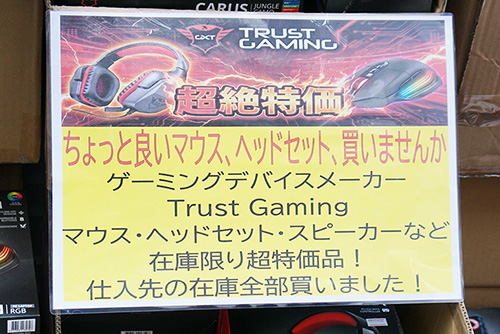 CARUS JUNGLE
GXT TRUST
GAMING
超絶特価
ちょっと良いマウス、ヘッドセット、買いませんか
ゲーミングデバイスメーカー
Trust Gaming
マウス・ヘッドセット・スピーカーなど
在庫限り超特価品！
仕入先の在庫全部買いました！
RGB